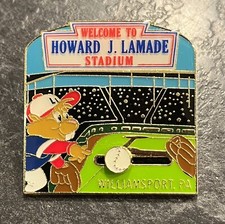 WELCOME TO
HOWARD J. LAMADE
STADIUM
WILLIAMSPORT, PA